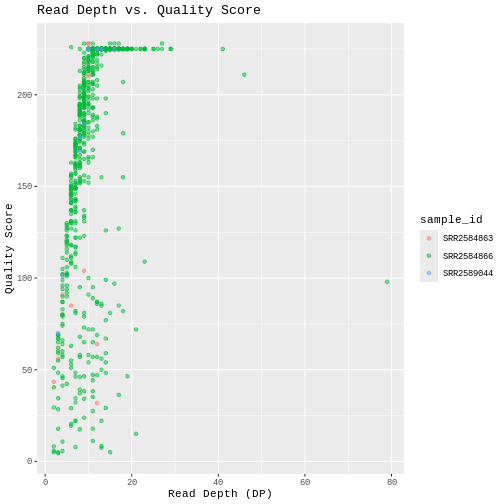 Read Depth vs. Quality Score
200
150
100
50
0
Quality Score
0
20
40
60
80
Read Depth (DP)
sample_id
SRR2584863
SRR2584866
SRR2589044